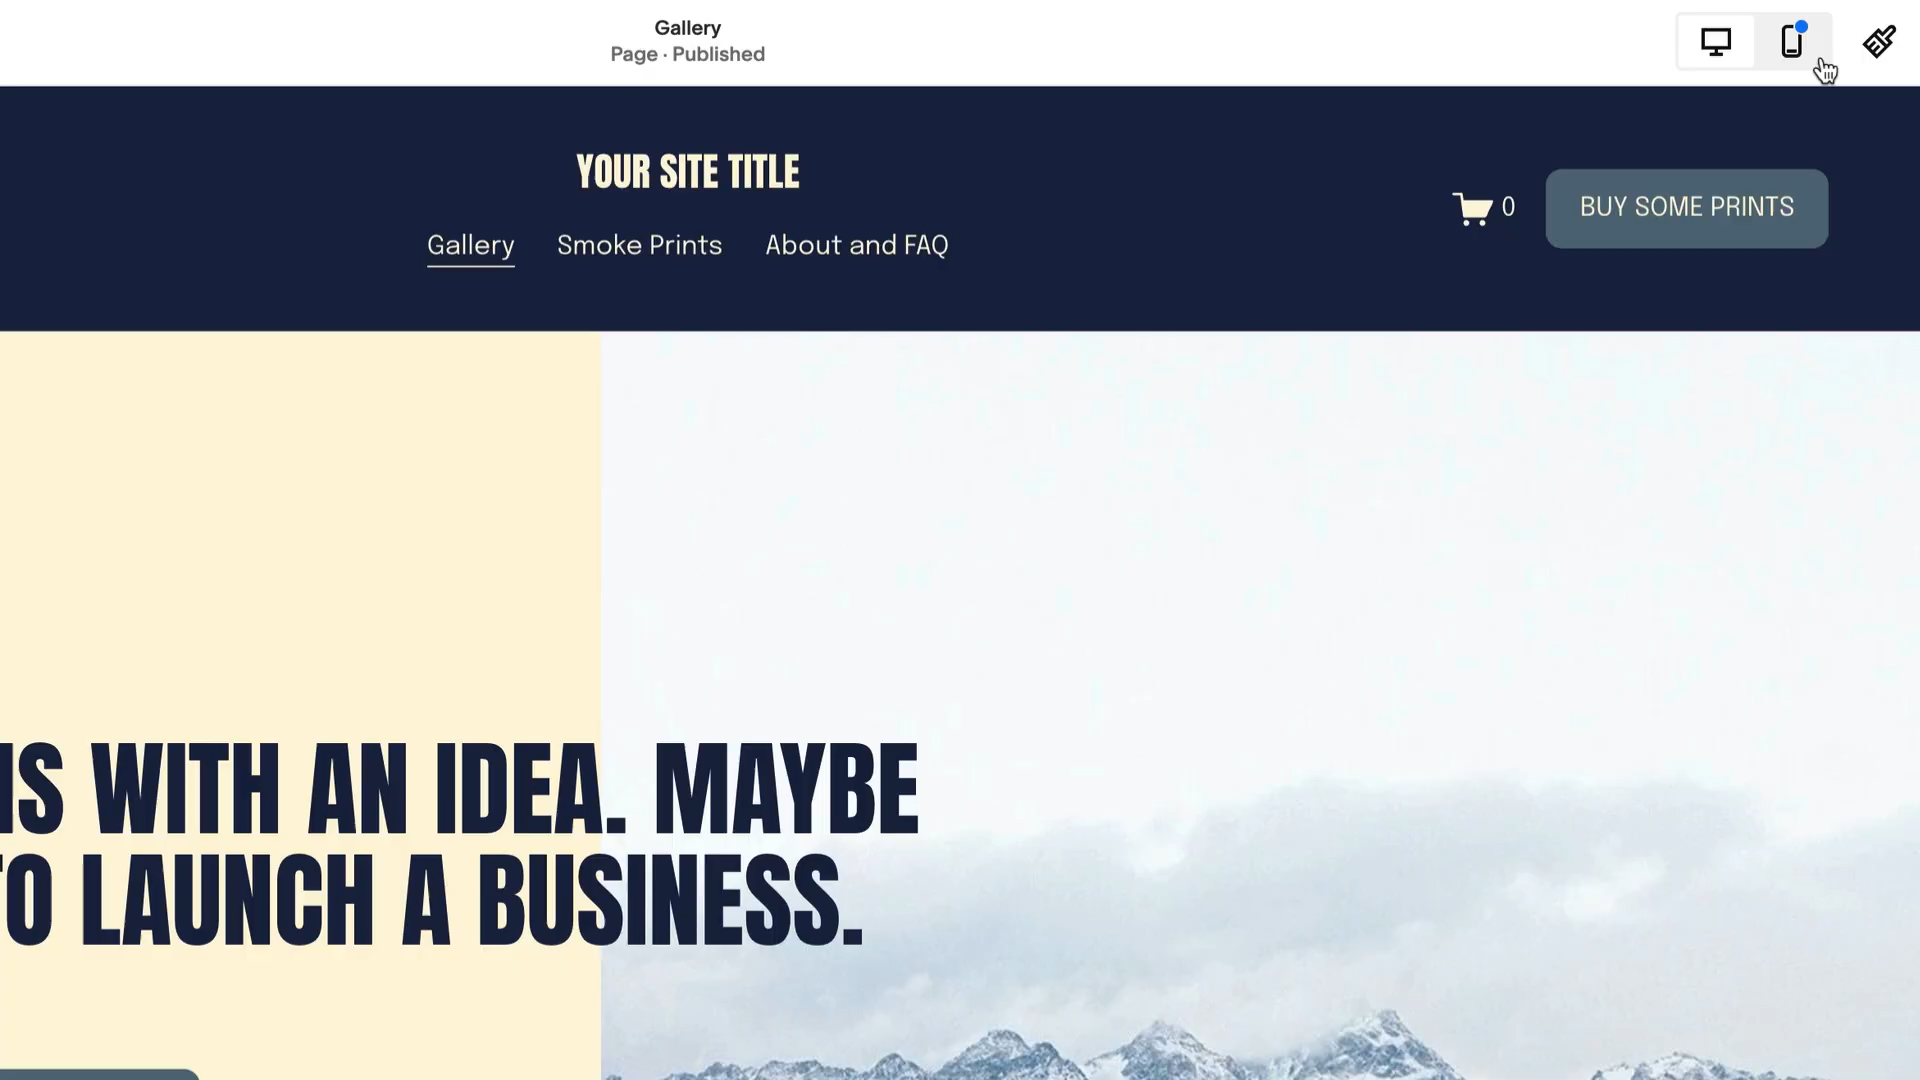 Gallery
Page · Published
YOUR SITE TITLE
Gallery Smoke Prints About and FAQ
0
BUY SOME PRINTS
WITH AN IDEA. MAYBE
LAUNCH A BUSINESS.